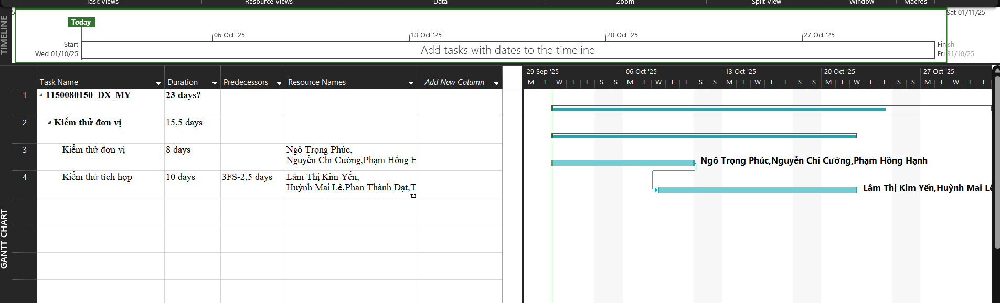 Task Views
Resource Views
Data
Zoom
Split View
Window
Macros
TIMELINE
Today
06 Oct '25
13 Oct '25
20 Oct '25
27 Oct '25
Sat 01/11/25
Start
Wed 01/10/25
Add tasks with dates to the timeline
Finish
Fri 31/10/25
GANTT CHART
Task Name
Duration
Predecessors
Resource Names
Add New Column
29 Sep '25
06 Oct '25
13 Oct '25
20 Oct '25
27 Oct '25
M T W T F S S M T W T F S S M T W T F S S M T W T F S S M T W T F
1 1150080150_DX_MY 23 days?
2 Kiểm thử đơn vị 15,5 days
3 Kiểm thử đơn vị 8 days
Ngô Trọng Phúc,
Nguyễn Chí Cường,Phạm Hồng H
Ngô Trọng Phúc,Nguyễn Chí Cường,Phạm Hồng Hạnh
4 Kiểm thử tích hợp 10 days 3FS-2,5 days
Lâm Thị Kim Yến,
Huỳnh Mai Lê,Phan Thành Đạt,T
Lâm Thị Kim Yến,Huỳnh Mai Lê